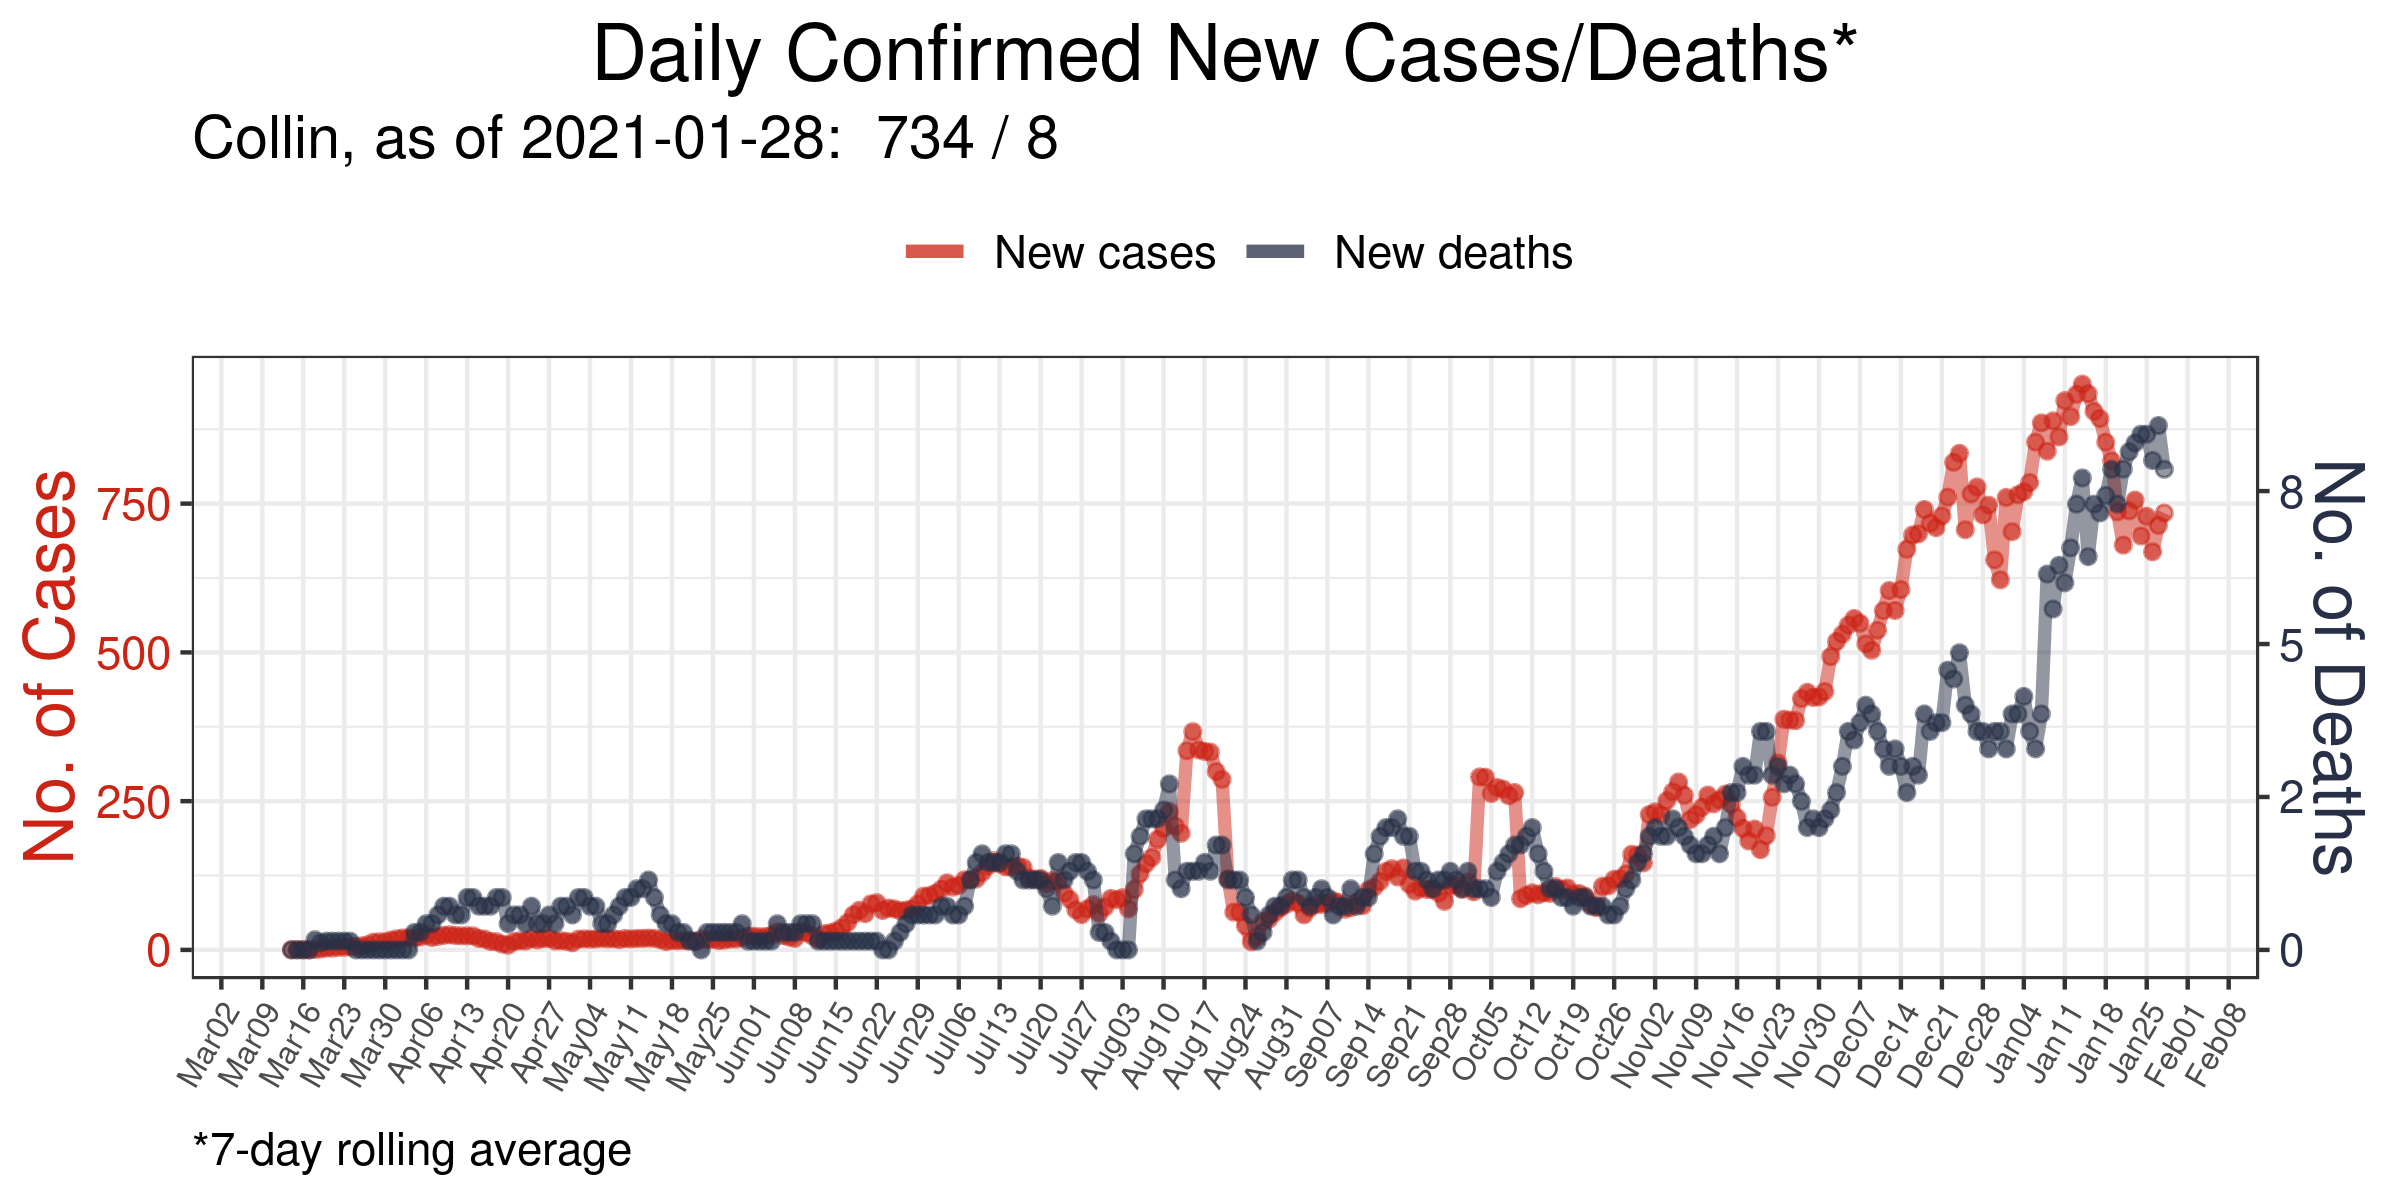 Daily Confirmed New Cases/Deaths*
Collin, as of 2021-01-28:  734 / 8
New cases New deaths
No. of Cases
750
500
250
0
8
5
2
0
No. of Deaths
Mar02 Mar09 Mar16 Mar23 Mar30 Apr06 Apr13 Apr20 Apr27 May04 May11 May18 May25 Jun01 Jun08 Jun15 Jun22 Jun29 Jul06 Jul13 Jul20 Jul27 Aug03 Aug10 Aug17 Aug24 Aug31 Sep07 Sep14 Sep21 Sep28 Oct05 Oct12 Oct19 Oct26 Nov02 Nov09 Nov16 Nov23 Nov30 Dec07 Dec14 Dec21 Dec28 Jan04 Jan11 Jan18 Jan25 Feb01 Feb08
*7-day rolling average